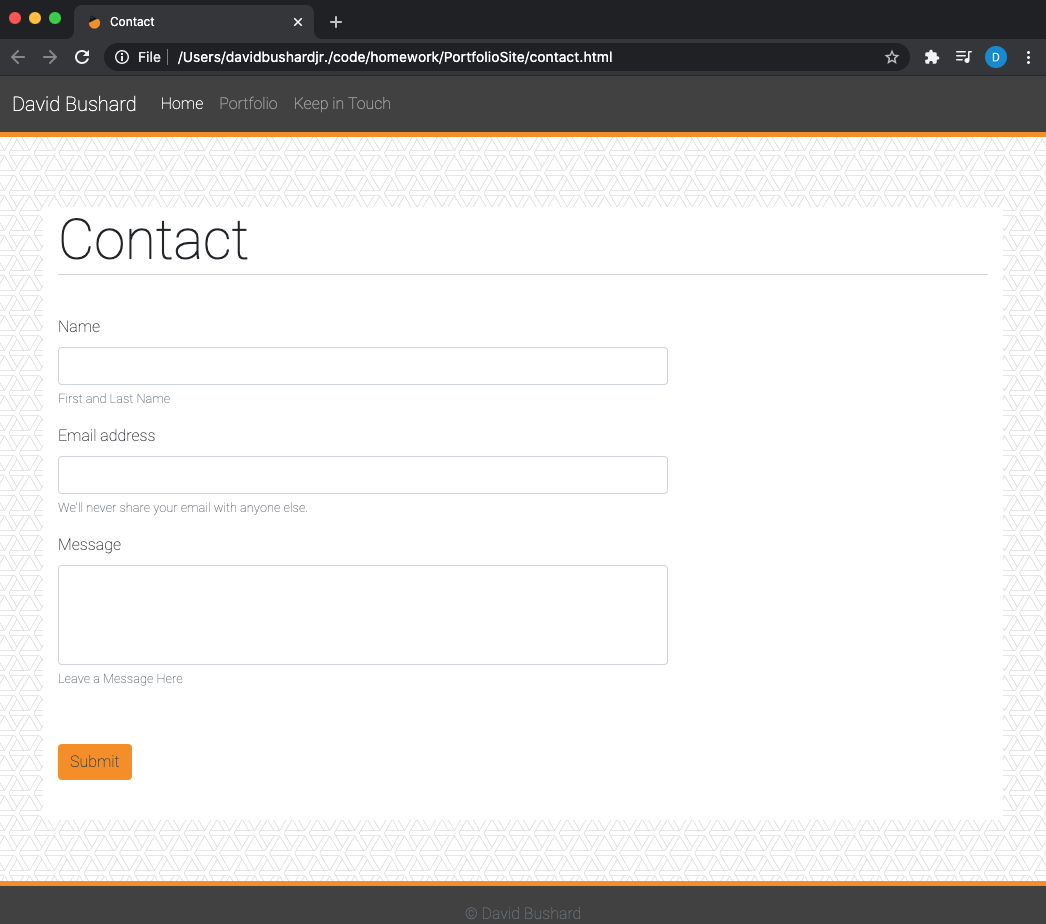 Contact
File /Users/davidbushardjr./code/homework/PortfolioSite/contact.html D
David Bushard Home Portfolio Keep in Touch
Contact
Name
First and Last Name
Email address
We'll never share your email with anyone else.
Message
Leave a Message Here
Submit
© David Bushard